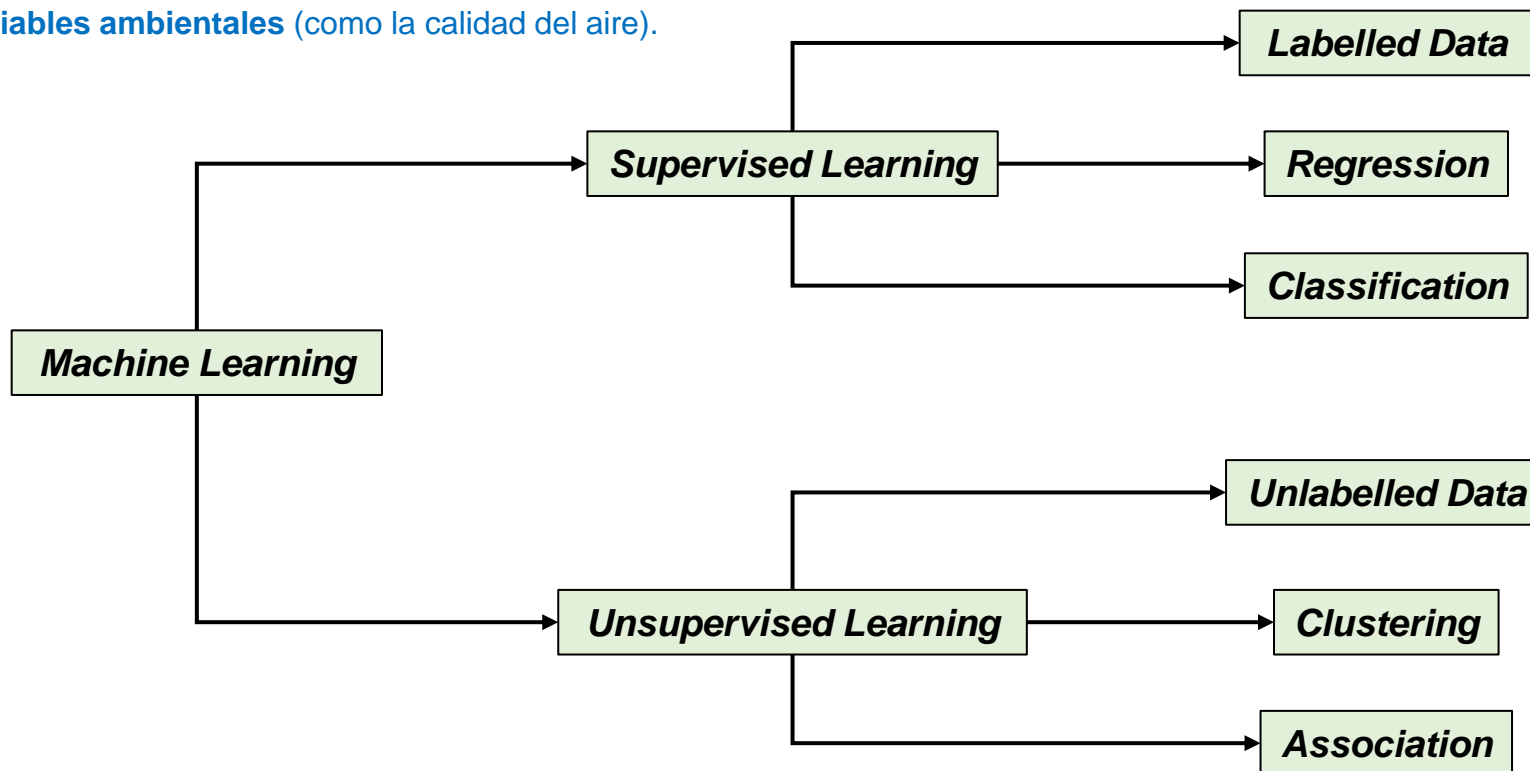 iables ambientales (como la calidad del aire).
Labelled Data
Supervised Learning
Regression
Classification
Machine Learning
Unlabelled Data
Unsupervised Learning
Clustering
Association